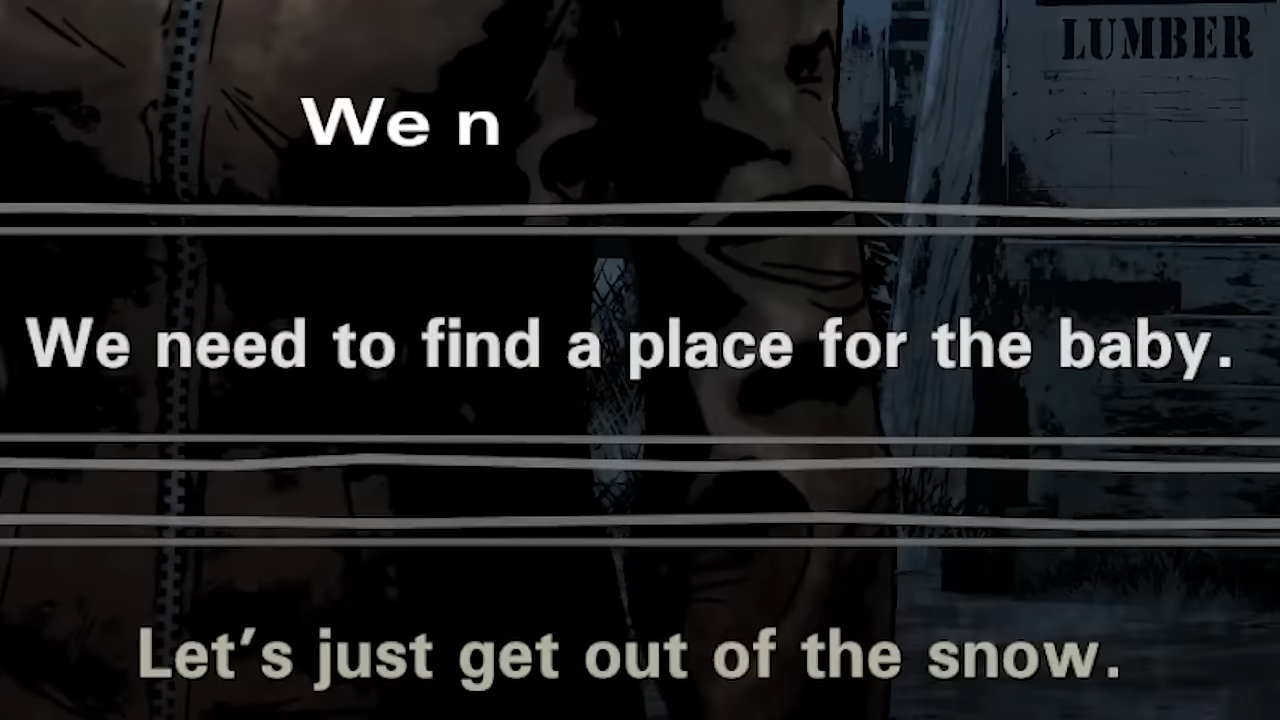 LUMBER
We n
We need to find a place for the baby.
Let's just get out of the snow.